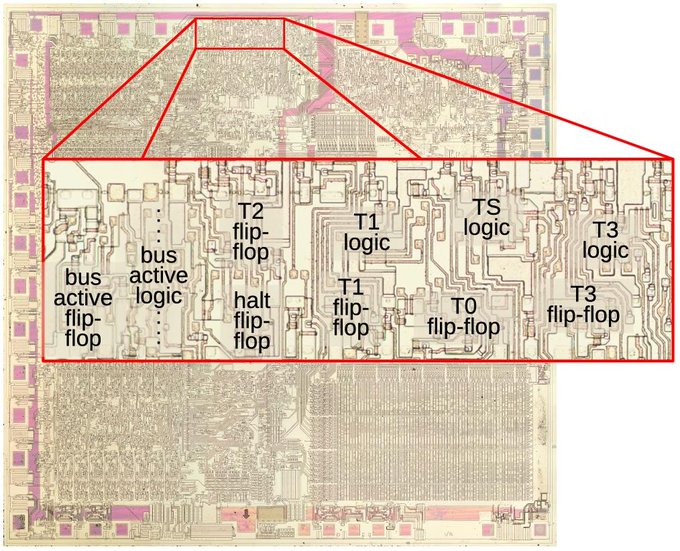 T2
flip-
flop
T1
logic
TS
logic
T3
logic
bus
active
flip-
flop
bus
active
logic
halt
flip-
flop
T1
flip-
flop
T0
flip-flop
T3
flip-flop